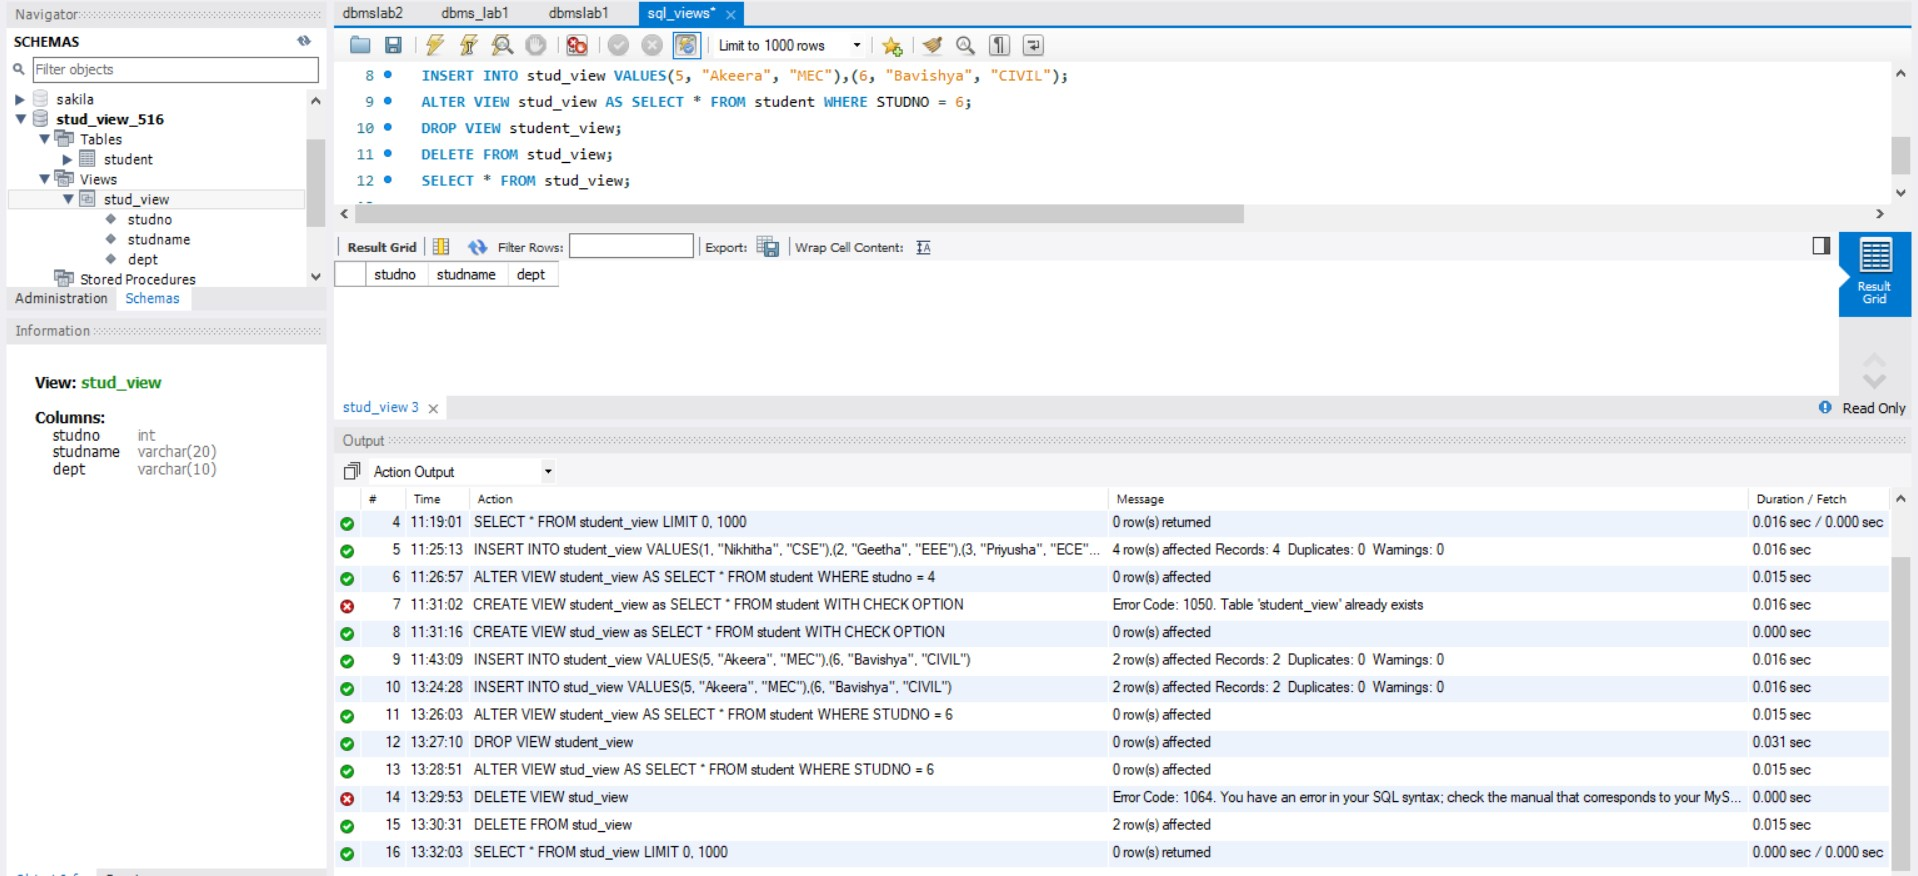 Navigator
SCHEMAS
Filter objects
sakila
stud_view_516
Tables
student
Views
stud_view
studno
studname
dept
Stored Procedures
Administration Schemas
Information
View: stud_view
Columns:
studno int
studname varchar(20)
dept varchar(10)
dbmslab2 dbms_lab1 dbmslab1 sql_views*
Limit to 1000 rows
8 INSERT INTO stud_view VALUES(5, "Akeera", "MEC"),(6, "Bavishya", "CIVIL");
9 ALTER VIEW stud_view AS SELECT * FROM student WHERE STUDNO = 6;
10 DROP VIEW student_view;
11 DELETE FROM stud_view;
12 SELECT * FROM stud_view;
Result Grid Filter Rows: Export: Wrap Cell Content:
studno studname dept
Result
Grid
stud_view 3
Read Only
Output
Action Output
# Time Action Message Duration / Fetch
4 11:19:01 SELECT * FROM student_view LIMIT 0, 1000 0 row(s) returned 0.016 sec / 0.000 sec
5 11:25:13 INSERT INTO student_view VALUES(1, "Nikhitha", "CSE"),(2, "Geetha", "EEE"),(3, "Priyusha", "ECE"... 4 row(s) affected Records: 4 Duplicates: 0 Warnings: 0 0.016 sec
6 11:26:57 ALTER VIEW student_view AS SELECT * FROM student WHERE studno = 4 0 row(s) affected 0.015 sec
7 11:31:02 CREATE VIEW student_view as SELECT * FROM student WITH CHECK OPTION Error Code: 1050. Table 'student_view' already exists 0.016 sec
8 11:31:16 CREATE VIEW stud_view as SELECT * FROM student WITH CHECK OPTION 0 row(s) affected 0.000 sec
9 11:43:09 INSERT INTO student_view VALUES(5, "Akeera", "MEC"),(6, "Bavishya", "CIVIL") 2 row(s) affected Records: 2 Duplicates: 0 Warnings: 0 0.016 sec
10 13:24:28 INSERT INTO stud_view VALUES(5, "Akeera", "MEC"),(6, "Bavishya", "CIVIL") 2 row(s) affected Records: 2 Duplicates: 0 Warnings: 0 0.016 sec
11 13:26:03 ALTER VIEW student_view AS SELECT * FROM student WHERE STUDNO = 6 0 row(s) affected 0.015 sec
12 13:27:10 DROP VIEW student_view 0 row(s) affected 0.031 sec
13 13:28:51 ALTER VIEW stud_view AS SELECT * FROM student WHERE STUDNO = 6 0 row(s) affected 0.015 sec
14 13:29:53 DELETE VIEW stud_view Error Code: 1064. You have an error in your SQL syntax; check the manual that corresponds to your MyS... 0.000 sec
15 13:30:31 DELETE FROM stud_view 2 row(s) affected 0.015 sec
16 13:32:03 SELECT * FROM stud_view LIMIT 0, 1000 0 row(s) returned 0.000 sec / 0.000 sec